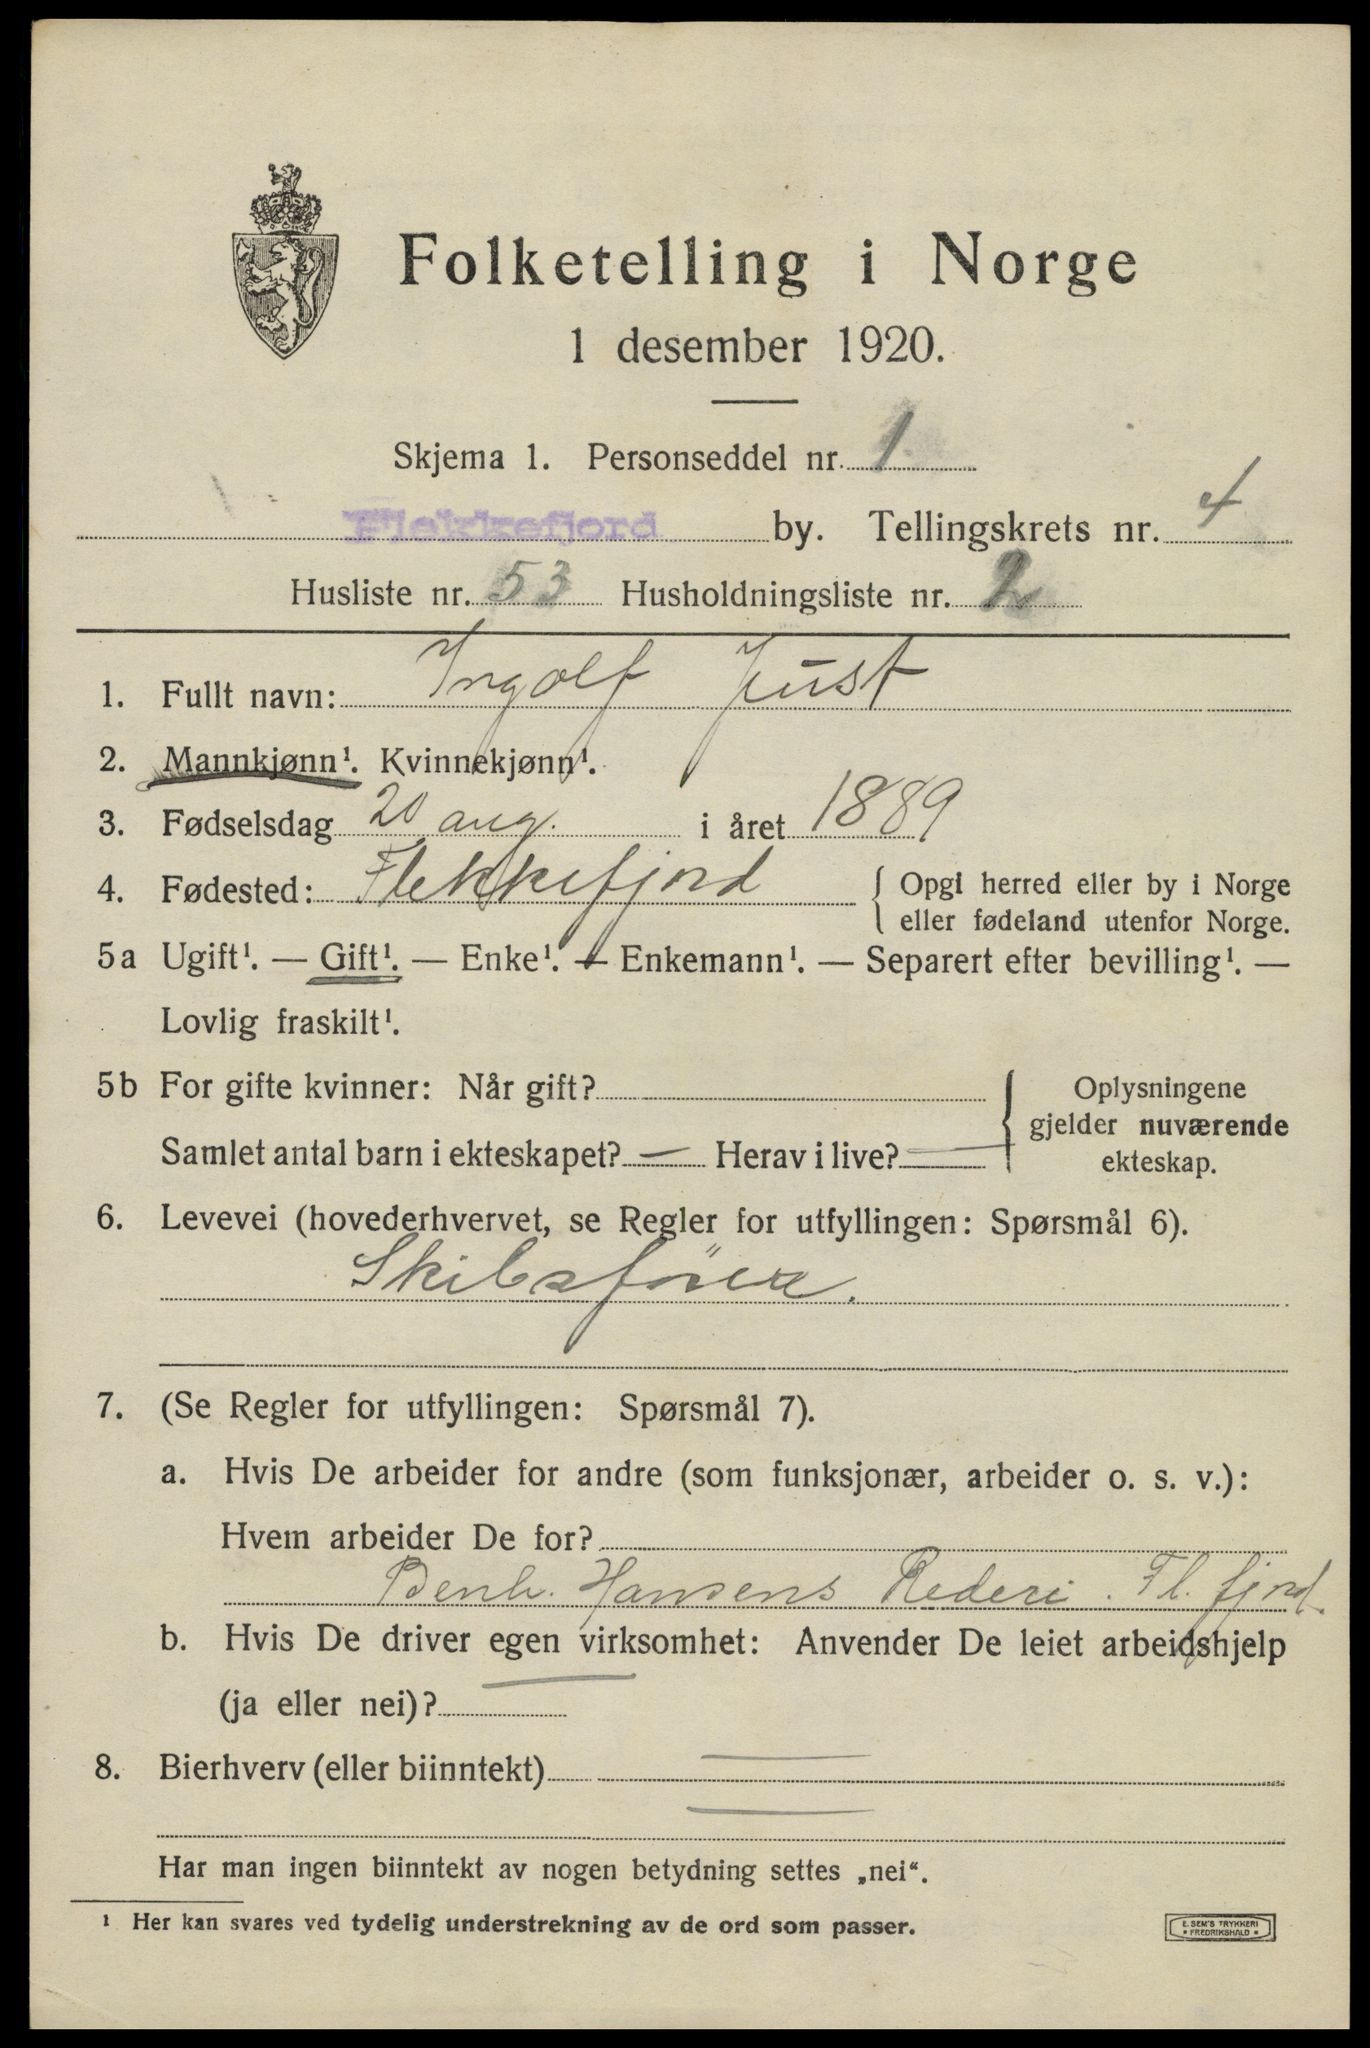 Folketelling i Norge
1 desember 1920.
Skjema 1. Personseddel nr. 1
Flekkefjord by. Tellingskrets nr. 4
Husliste nr. 53 Husholdningsliste nr. 2
1. Fullt navn: Ingolf Just
2. Mannkjønn¹. Kvinnekjønn¹.
3. Fødselsdag 20 aug. i året 1889
4. Fødested: Flekkefjord { Opgi herred eller by i Norge
eller fødeland utenfor Norge.
5a Ugift¹. — Gift¹. — Enke¹. — Enkemann¹. — Separert efter bevilling¹. —
Lovlig fraskilt¹.
5b For gifte kvinner: Når gift? } Oplysningene
gjelder nuværende
Samlet antal barn i ekteskapet? — Herav i live? —
ekteskap.
6. Levevei (hovederhvervet, se Regler for utfyllingen: Spørsmål 6).
Skibsförer.
7. (Se Regler for utfyllingen: Spørsmål 7).
a. Hvis De arbeider for andre (som funksjonær, arbeider o. s. v.):
Hvem arbeider De for?
Benh. Hansens Rederi. Fl. fjord.
b. Hvis De driver egen virksomhet: Anvender De leiet arbeidshjelp
(ja eller nei)?
8. Bierhverv (eller biinntekt) —
—
Har man ingen biinntekt av nogen betydning settes „nei“.
¹ Her kan svares ved tydelig understrekning av de ord som passer.
E. SEM'S TRYKKERI
* FREDRIKSHALD *